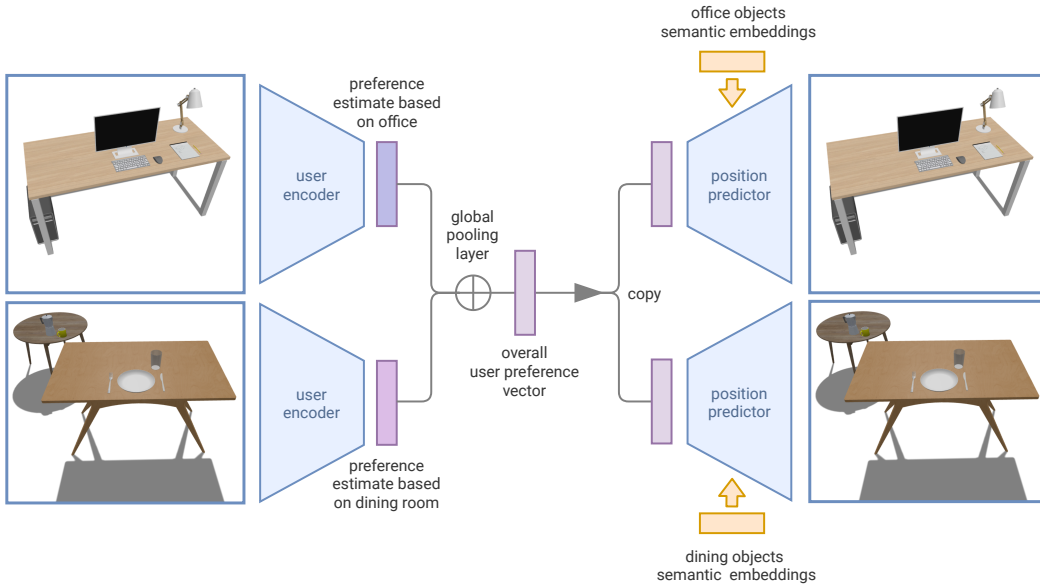 office objects
semantic embeddings
preference
estimate based
on office
user
encoder
position
predictor
global
pooling
layer
copy
overall
user preference
vector
user
encoder
position
predictor
preference
estimate based
on dining room
dining objects
semantic embeddings